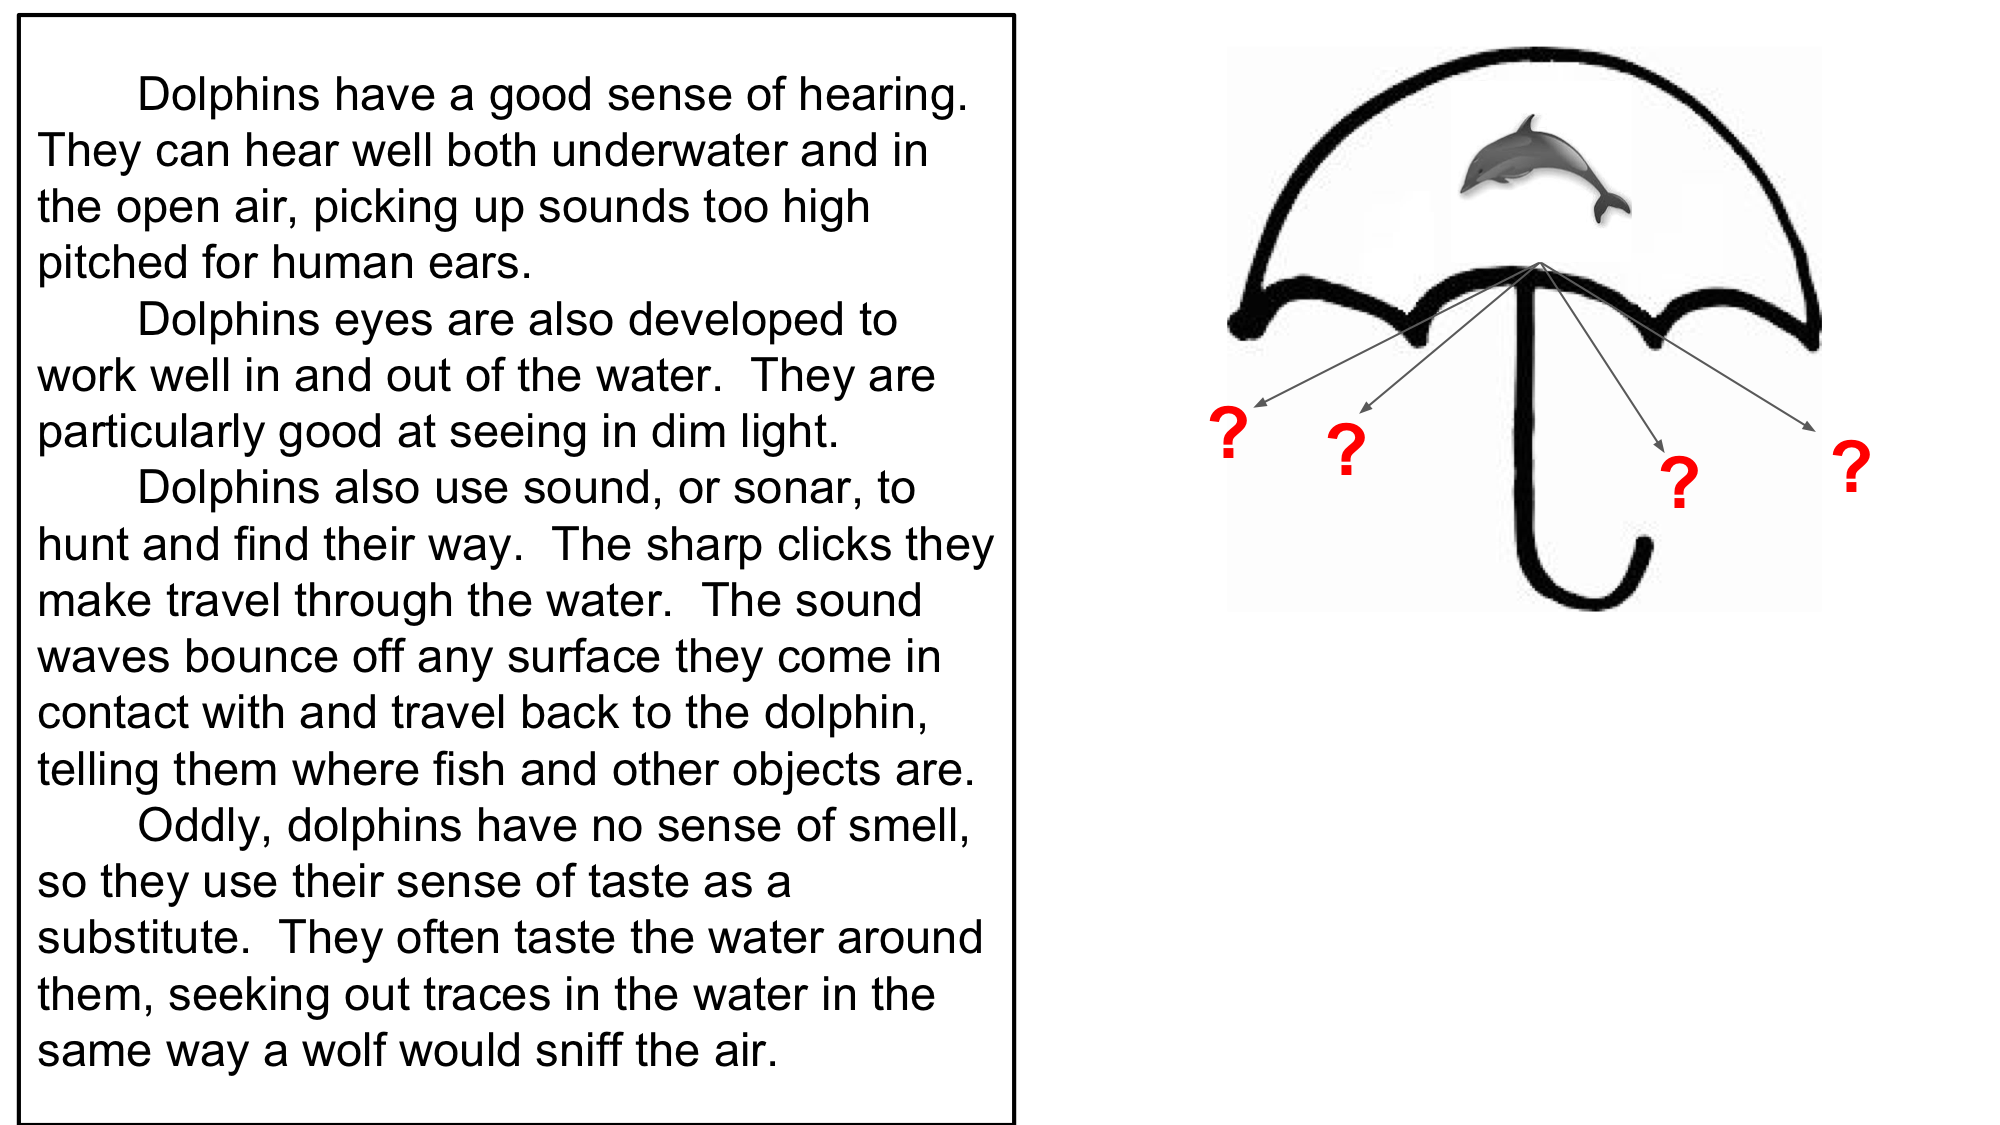 Dolphins have a good sense of hearing.
They can hear well both underwater and in
the open air, picking up sounds too high
pitched for human ears.
Dolphins eyes are also developed to
work well in and out of the water.  They are
particularly good at seeing in dim light.
Dolphins also use sound, or sonar, to
hunt and find their way.  The sharp clicks they
make travel through the water.  The sound
waves bounce off any surface they come in
contact with and travel back to the dolphin,
telling them where fish and other objects are.
Oddly, dolphins have no sense of smell,
so they use their sense of taste as a
substitute.  They often taste the water around
them, seeking out traces in the water in the
same way a wolf would sniff the air.
?
?
?
?